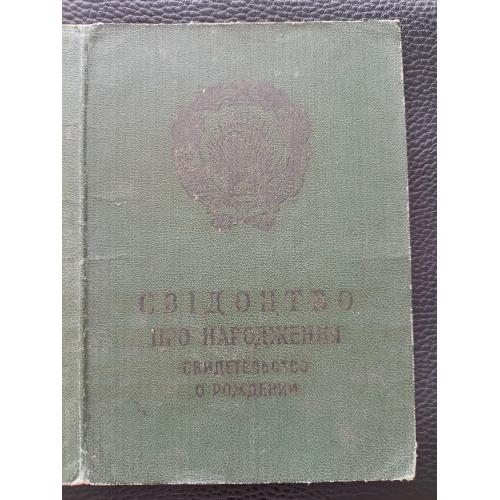 СВІДОЦТВО
ПРО НАРОДЖЕННЯ
СВИДЕТЕЛЬСТВО
О РОЖДЕНИИ